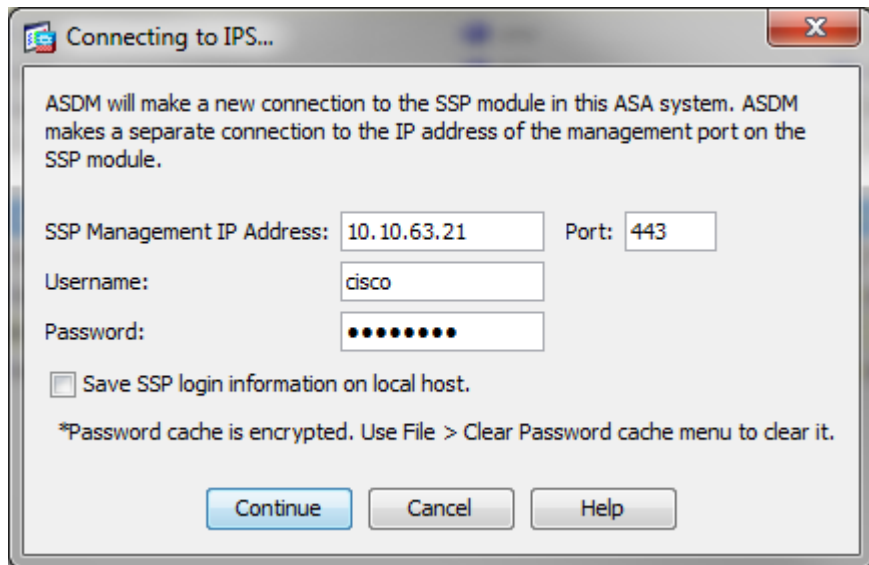 Connecting to IPS...
ASDM will make a new connection to the SSP module in this ASA system. ASDM
makes a separate connection to the IP address of the management port on the
SSP module.
SSP Management IP Address: 10.10.63.21 Port: 443
Username: cisco
Password: ●●●●●●●●
Save SSP login information on local host.
*Password cache is encrypted. Use File > Clear Password cache menu to clear it.
Continue Cancel Help